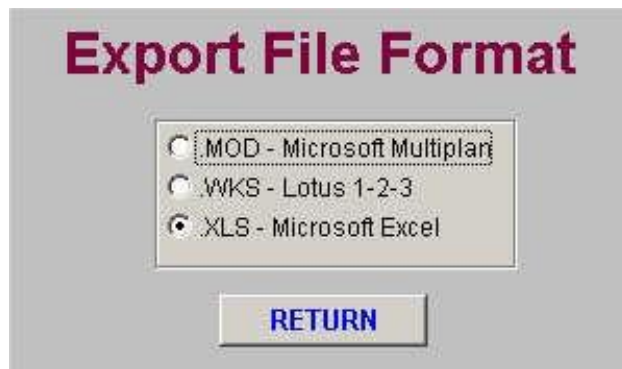 Export File Format
.MOD - Microsoft Multiplan
.WKS - Lotus 1-2-3
.XLS - Microsoft Excel
RETURN